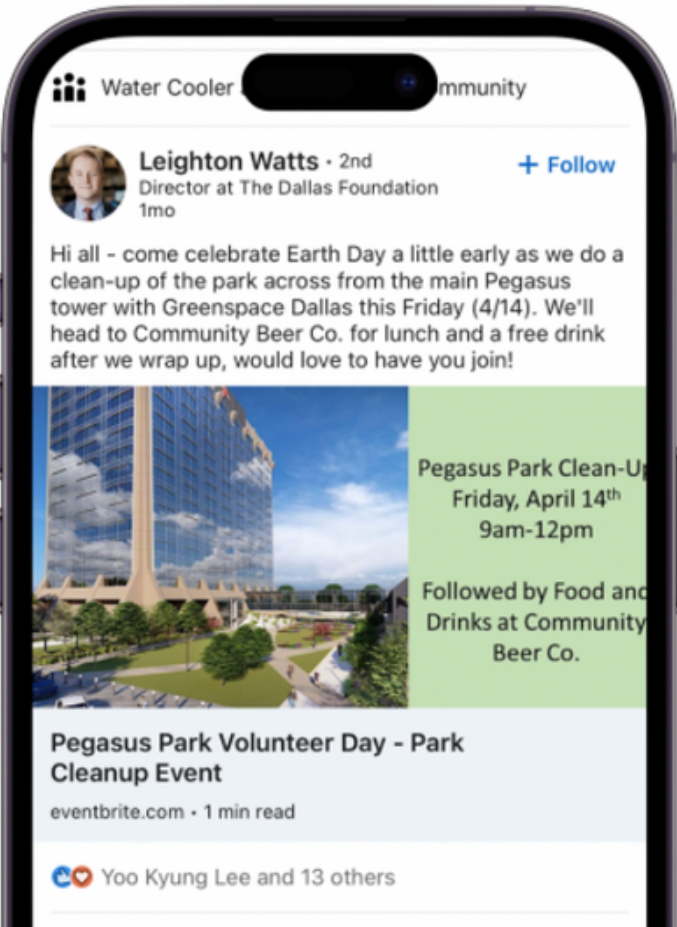 Water Cooler
mmunity
Leighton Watts · 2nd
+ Follow
Director at The Dallas Foundation
1mo
Hi all - come celebrate Earth Day a little early as we do a
clean-up of the park across from the main Pegasus
tower with Greenspace Dallas this Friday (4/14). We'll
head to Community Beer Co. for lunch and a free drink
after we wrap up, would love to have you join!
Pegasus Park Clean-Up
Friday, April 14th
9am-12pm
Followed by Food and
Drinks at Community
Beer Co.
Pegasus Park Volunteer Day - Park
Cleanup Event
eventbrite.com · 1 min read
Yoo Kyung Lee and 13 others